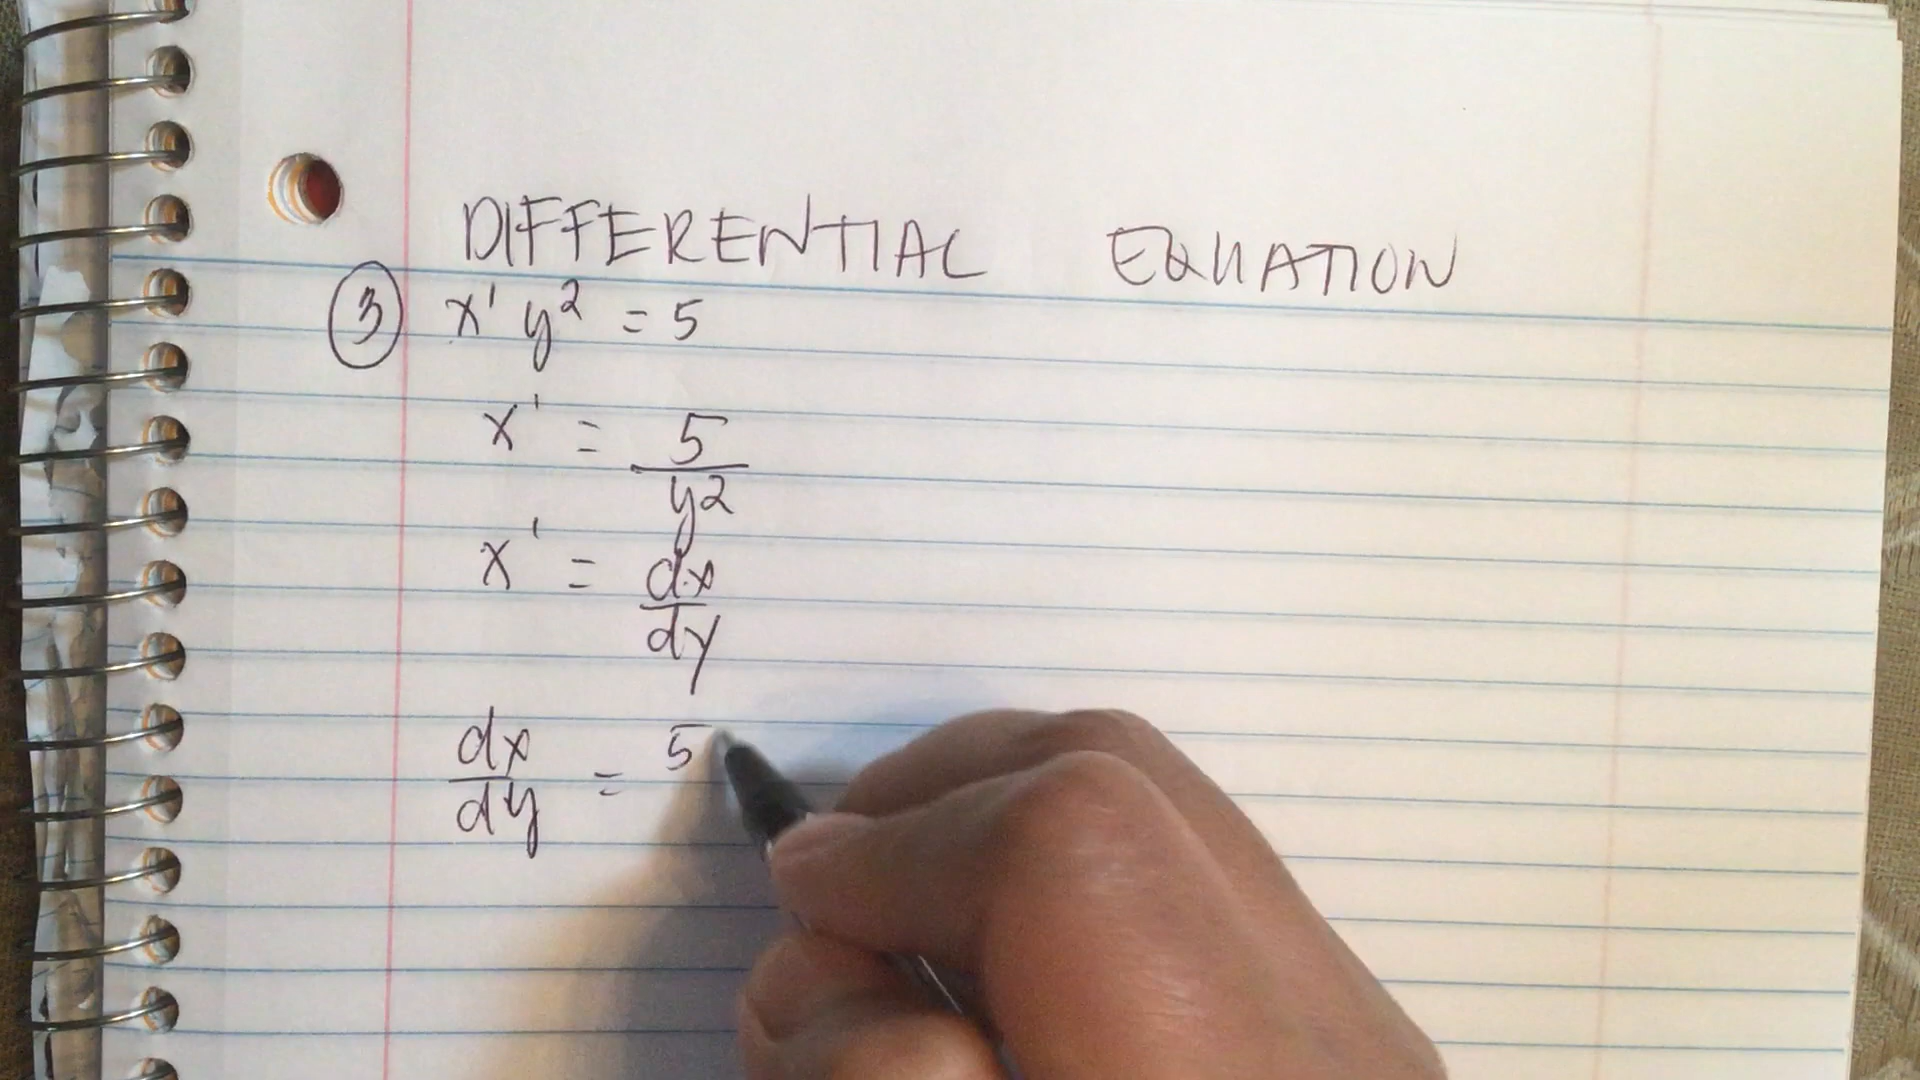 DIFFERENTIAL EQUATION
③ x' y² = 5
x' = 5/y²
x' = dx/dy
dx/dy = 5